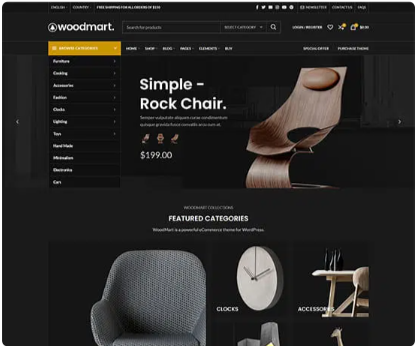 ENGLISH COUNTRY FREE SHIPPING FOR ALL ORDERS OF $150
NEWSLETTER CONTACT US FAQS
woodmart.
Search for products
SELECT CATEGORY
LOGIN / REGISTER
$0.00
BROWSE CATEGORIES
HOME SHOP BLOG PAGES ELEMENTS BUY
SPECIAL OFFER PURCHASE THEME
Furniture
Cooking
Accessories
Fashion
Clocks
Lighting
Toys
Hand Made
Minimalism
Electronics
Cars
Simple -
Rock Chair.
Semper vulputate aliquam curae condimentum
quisque gravida fusce convallis arcu cum at.
$199.00
WOODMART COLLECTIONS
FEATURED CATEGORIES
WoodMart is a powerful eCommerce theme for WordPress.
CLOCKS
ACCESSORIES